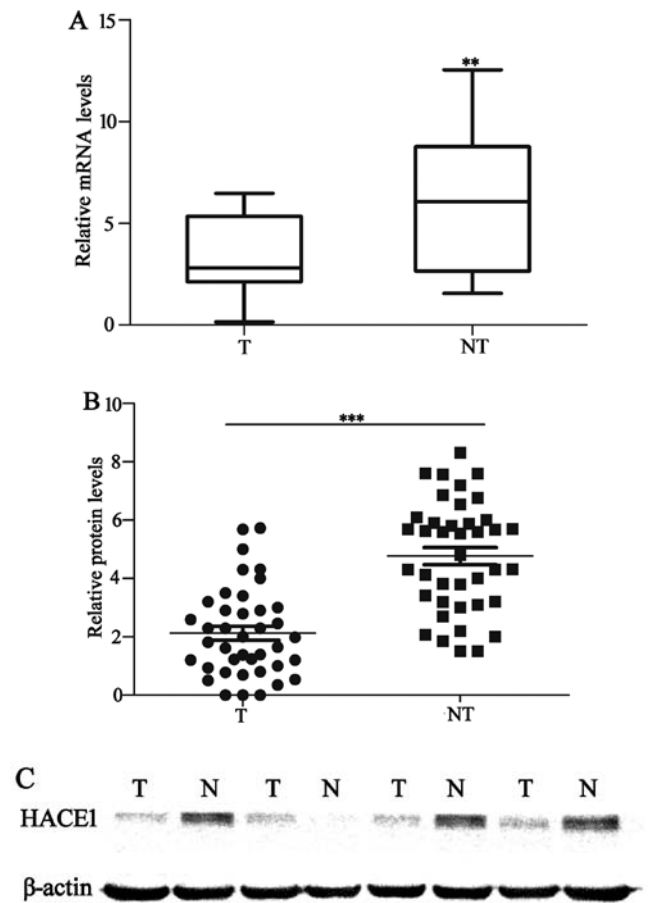 A
Relative mRNA levels
15
10
5
0
**
T NT
B
Relative protein levels
10
8
6
4
2
0
***
T NT
C
T N T N T N T N
HACE1
β-actin